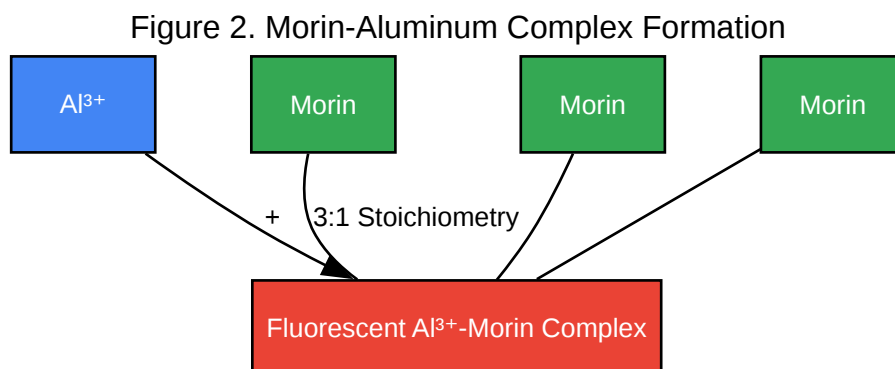 Figure 2. Morin-Aluminum Complex Formation
Al³⁺
Morin
Morin
Morin
+
3:1 Stoichiometry
Fluorescent Al³⁺-Morin Complex